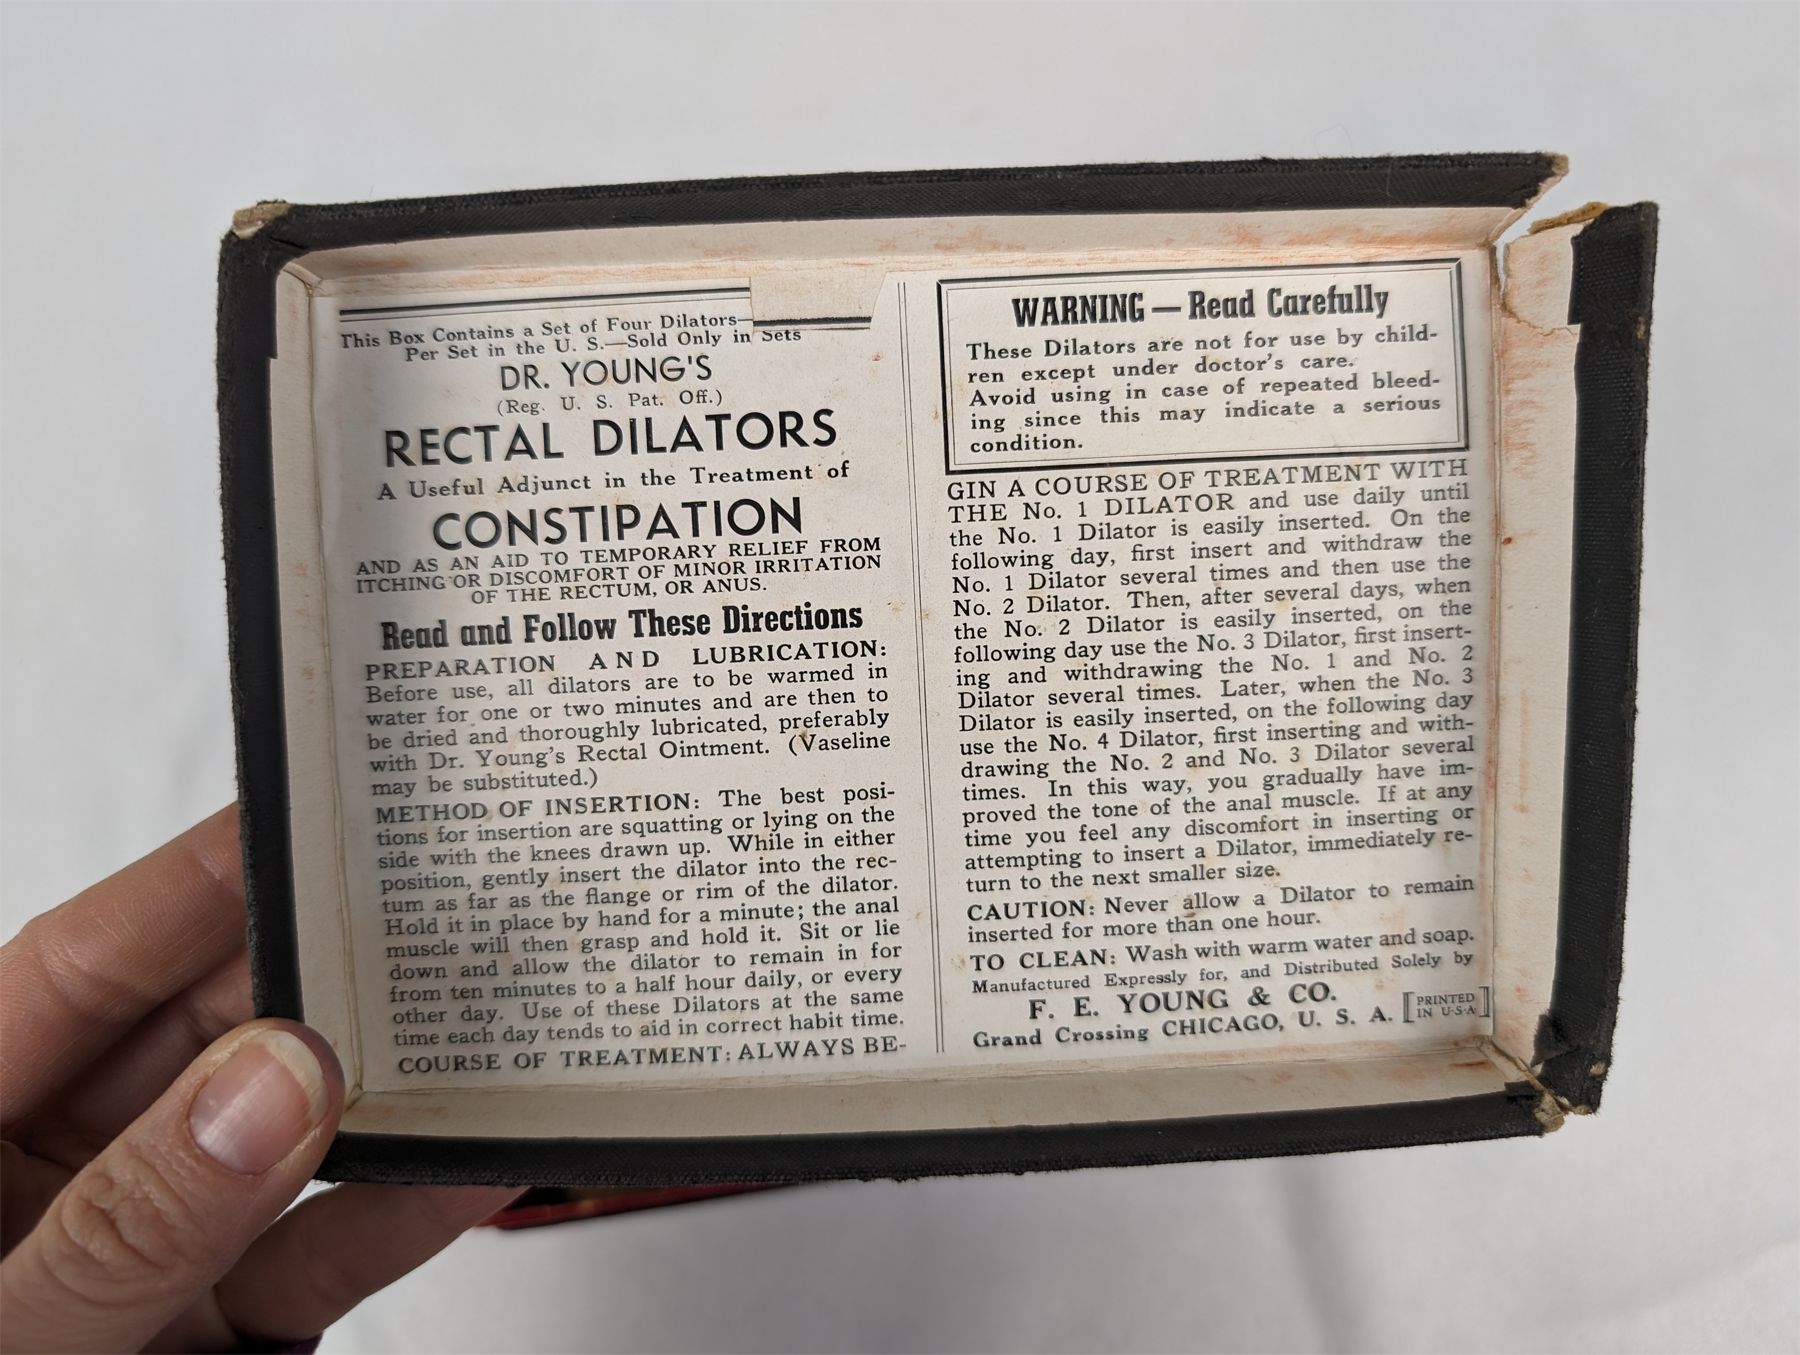 This Box Contains a Set of Four Dilators—
Per Set in the U. S.—Sold Only in Sets
DR. YOUNG'S
(Reg. U. S. Pat. Off.)
RECTAL DILATORS
A Useful Adjunct in the Treatment of
CONSTIPATION
AND AS AN AID TO TEMPORARY RELIEF FROM
ITCHING OR DISCOMFORT OF MINOR IRRITATION
OF THE RECTUM, OR ANUS.
Read and Follow These Directions
PREPARATION AND LUBRICATION:
Before use, all dilators are to be warmed in
water for one or two minutes and are then to
be dried and thoroughly lubricated, preferably
with Dr. Young's Rectal Ointment. (Vaseline
may be substituted.)
METHOD OF INSERTION: The best posi-
tions for insertion are squatting or lying on the
side with the knees drawn up. While in either
position, gently insert the dilator into the rec-
tum as far as the flange or rim of the dilator.
Hold it in place by hand for a minute; the anal
muscle will then grasp and hold it. Sit or lie
down and allow the dilator to remain in for
from ten minutes to a half hour daily, or every
other day. Use of these Dilators at the same
time each day tends to aid in correct habit time.
COURSE OF TREATMENT: ALWAYS BE-
WARNING — Read Carefully
These Dilators are not for use by child-
ren except under doctor's care.
Avoid using in case of repeated bleed-
ing since this may indicate a serious
condition.
GIN A COURSE OF TREATMENT WITH
THE No. 1 DILATOR and use daily until
the No. 1 Dilator is easily inserted. On the
following day, first insert and withdraw the
No. 1 Dilator several times and then use the
No. 2 Dilator. Then, after several days, when
the No. 2 Dilator is easily inserted, on the
following day use the No. 3 Dilator, first insert-
ing and withdrawing the No. 1 and No. 2
Dilator several times. Later, when the No. 3
Dilator is easily inserted, on the following day
use the No. 4 Dilator, first inserting and with-
drawing the No. 2 and No. 3 Dilator several
times. In this way, you gradually have im-
proved the tone of the anal muscle. If at any
time you feel any discomfort in inserting or
attempting to insert a Dilator, immediately re-
turn to the next smaller size.
CAUTION: Never allow a Dilator to remain
inserted for more than one hour.
TO CLEAN: Wash with warm water and soap.
Manufactured Expressly for, and Distributed Solely by
F. E. YOUNG & CO.
Grand Crossing CHICAGO, U. S. A. [PRINTED
IN U·S·A]